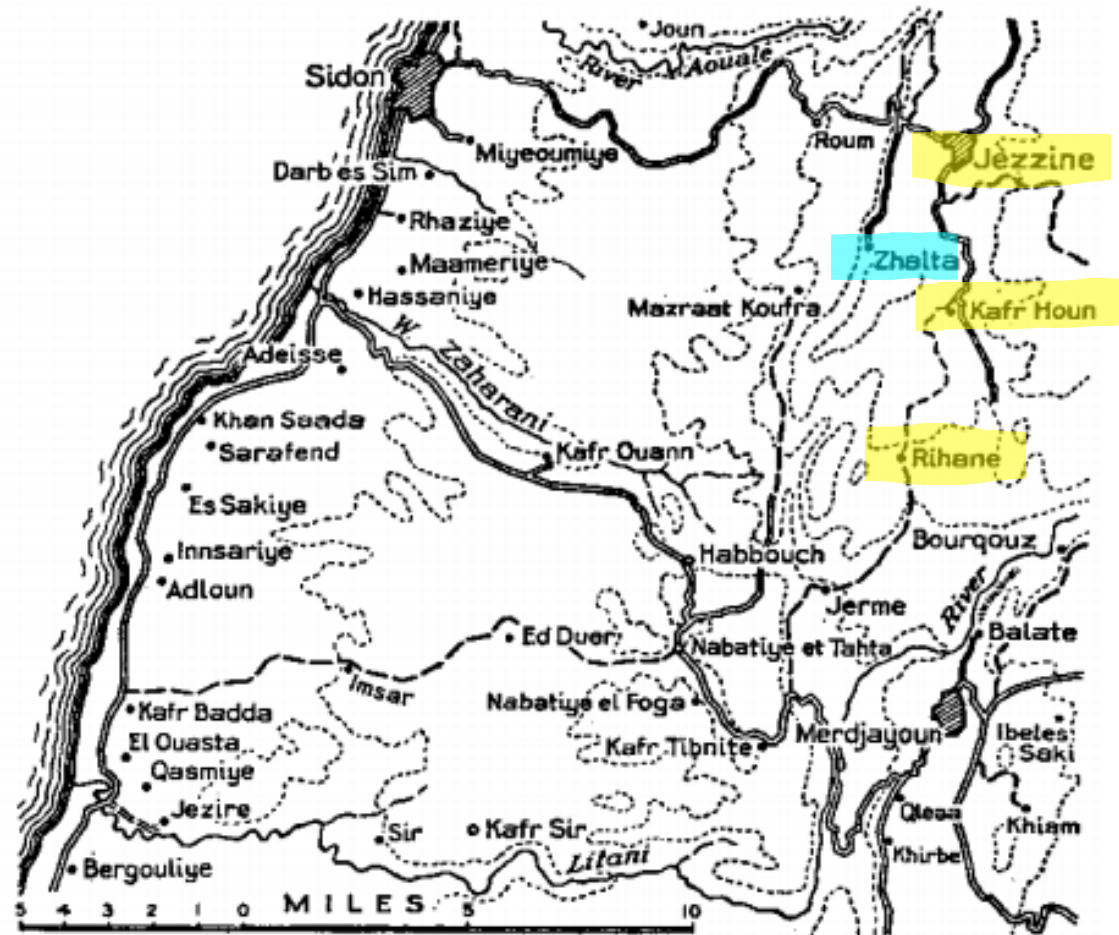 Joun
River Aouale
Sidon
Roum
Miyeoumiye
Jezzine
Darb es Sim
Rhaziye
Zhalta
Maameriye
Hassaniye
Mazraat Koufra
Kafr Houn
W. Zaharani
Adeisse
Khan Saada
Sarafend
Kafr Ouann
Rihane
Es Sakiye
Innsariye
Habbouch
Bourqouz
Adloun
Jerme
River
Ed Duer
Nabatiye et Tahta
Balate
Imsar
Nabatiye el Foga
Kafr Badda
Merdjayoun
Ibeles
Saki
El Ouasta
Kafr Tibnite
Qasmiye
Jezire
Qleaa
Khiam
Sir
Kafr Sir
Litani
Khirbe
Bergouliye
MILES
5 4 3 2 1 0 5 10